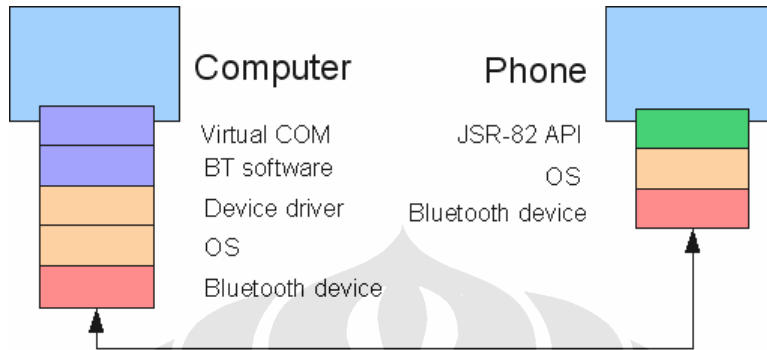 Computer
Virtual COM
BT software
Device driver
OS
Bluetooth device
Phone
JSR-82 API
OS
Bluetooth device